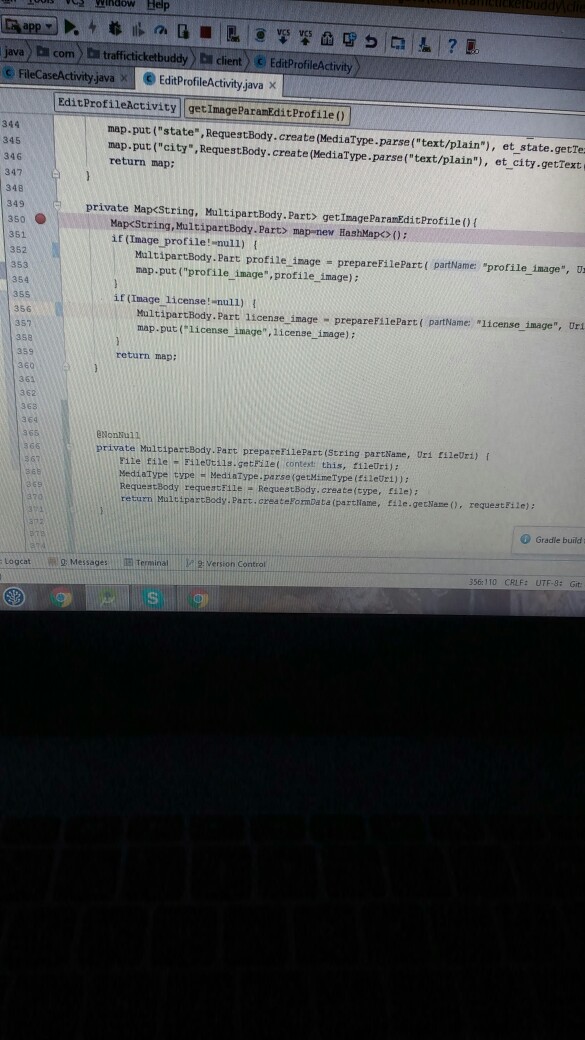 Tools VCS Window Help
app VCS VCS ?
java com trafficticketbuddy client EditProfileActivity
FileCaseActivity.java × EditProfileActivity.java ×
EditProfileActivity getImageParamEditProfile()
344 map.put("state",RequestBody.create(MediaType.parse("text/plain"), et_state.getTe
345 map.put("city",RequestBody.create(MediaType.parse("text/plain"), et_city.getText(
346 return map;
347 }
348
349 private Map<String, MultipartBody.Part> getImageParamEditProfile(){
350 Map<String,MultipartBody.Part> map=new HashMap<>();
351 if(Image_profile!=null) {
352 MultipartBody.Part profile_image = prepareFilePart( partName: "profile_image", U
353 map.put("profile_image",profile_image);
354 }
355 if(Image_license!=null) {
356 MultipartBody.Part license_image = prepareFilePart( partName: "license_image", Uri
357 map.put("license_image",license_image);
358 }
359 return map;
360 }
361
362
363
364
365 @NonNull
366 private MultipartBody.Part prepareFilePart(String partName, Uri fileUri) {
367 File file = FileUtils.getFile( context: this, fileUri);
368 MediaType type = MediaType.parse(getMimeType(fileUri));
369 RequestBody requestFile = RequestBody.create(type, file);
370 return MultipartBody.Part.createFormData(partName, file.getName(), requestFile);
371 }
372
373
374
Gradle build
Logcat 0: Messages Terminal 9: Version Control
356:110 CRLF: UTF-8: Git:
S